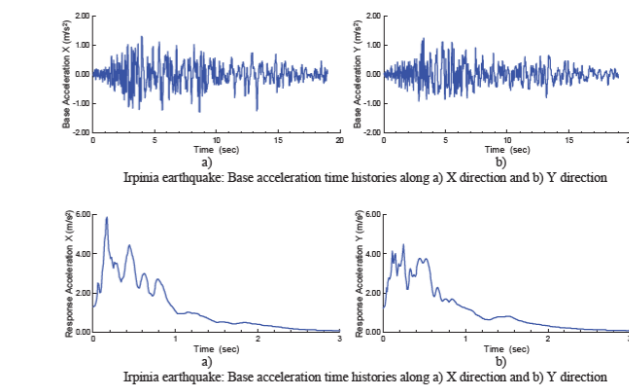 2.00
1.00
0.00
-1.00
-2.00
Base Acceleration X (m/s²)
0 5 10 15 20
Time (sec)
a)
2.00
1.00
0.00
-1.00
-2.00
Base Acceleration Y (m/s²)
0 5 10 15
Time (sec)
b)
Irpinia earthquake: Base acceleration time histories along a) X direction and b) Y direction
6.00
4.00
2.00
0.00
Response Acceleration X (m/s²)
0 1 2 3
Time (sec)
a)
6.00
4.00
2.00
0.00
Response Acceleration Y (m/s²)
0 1 2 3
Time (sec)
b)
Irpinia earthquake: Base acceleration time histories along a) X direction and b) Y direction